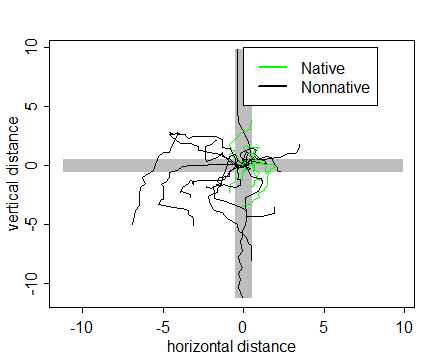 10
Native
Nonnative
5
0
-5
-10
vertical distance
-10 -5 0 5 10
horizontal distance